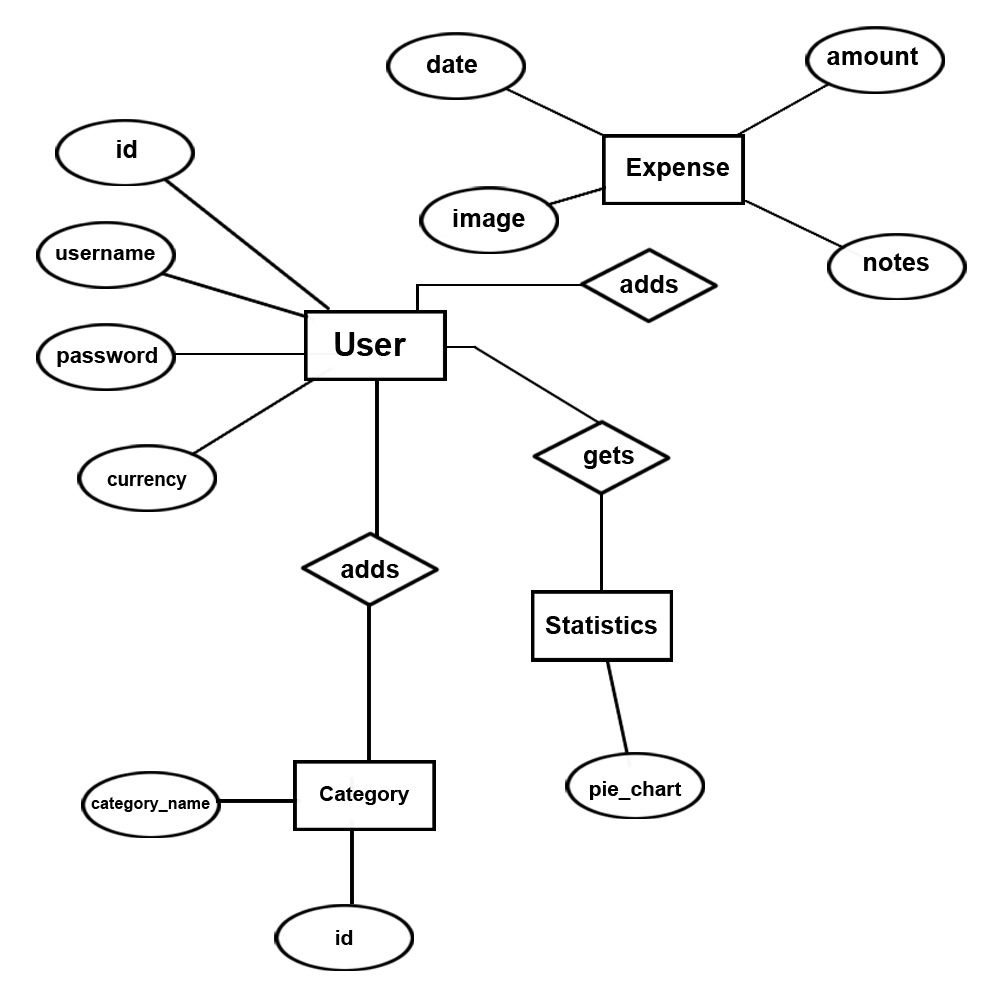 date
amount
id
Expense
image
username
notes
adds
User
password
gets
currency
adds
Statistics
pie_chart
Category
category_name
id